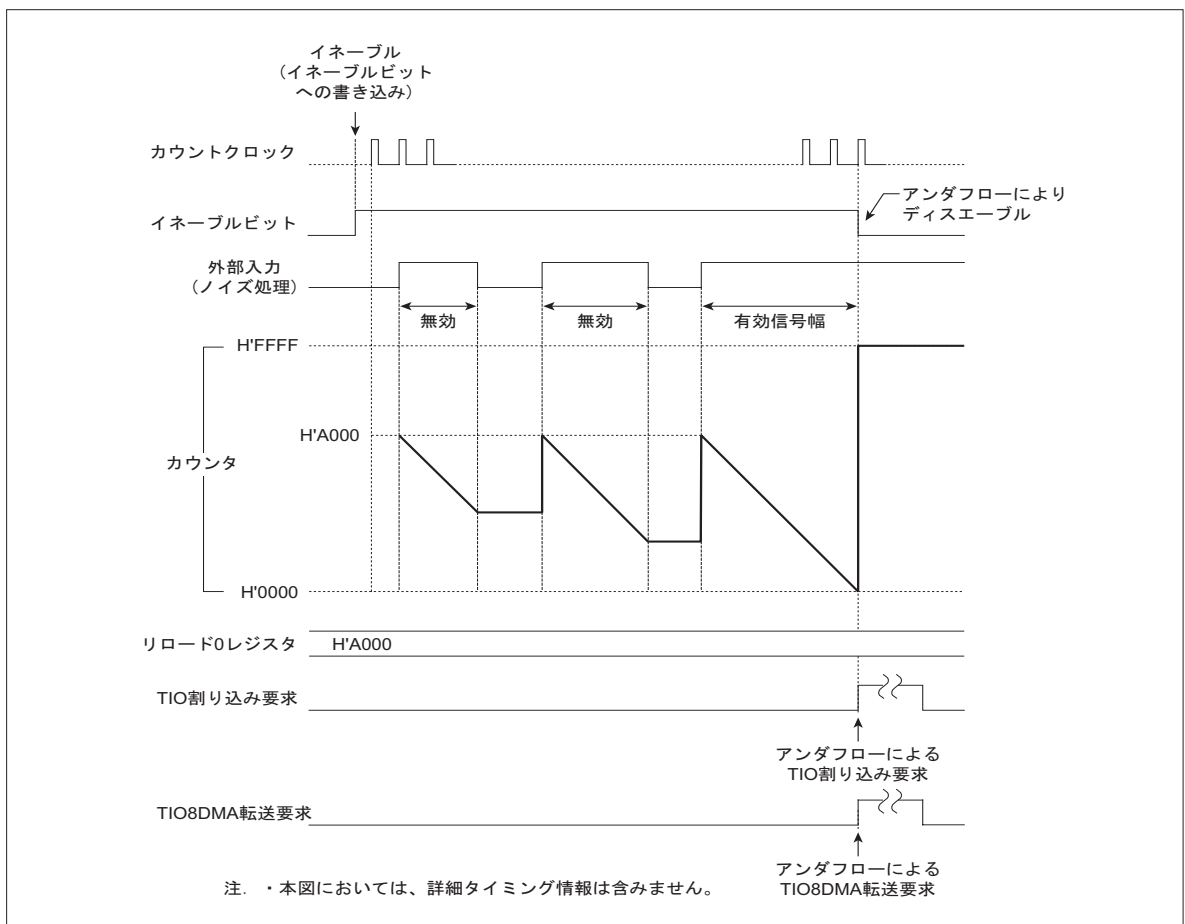 イネーブル
(イネーブルビット
への書き込み)
カウントクロック
アンダフローにより
ディスエーブル
イネーブルビット
外部入力
(ノイズ処理)
無効
無効
有効信号幅
H'FFFF
H'A000
カウンタ
H'0000
リロード0レジスタ
H'A000
TIO割り込み要求
アンダフローによる
TIO割り込み要求
TIO8DMA転送要求
アンダフローによる
TIO8DMA転送要求
注. ・本図においては、詳細タイミング情報は含みません。